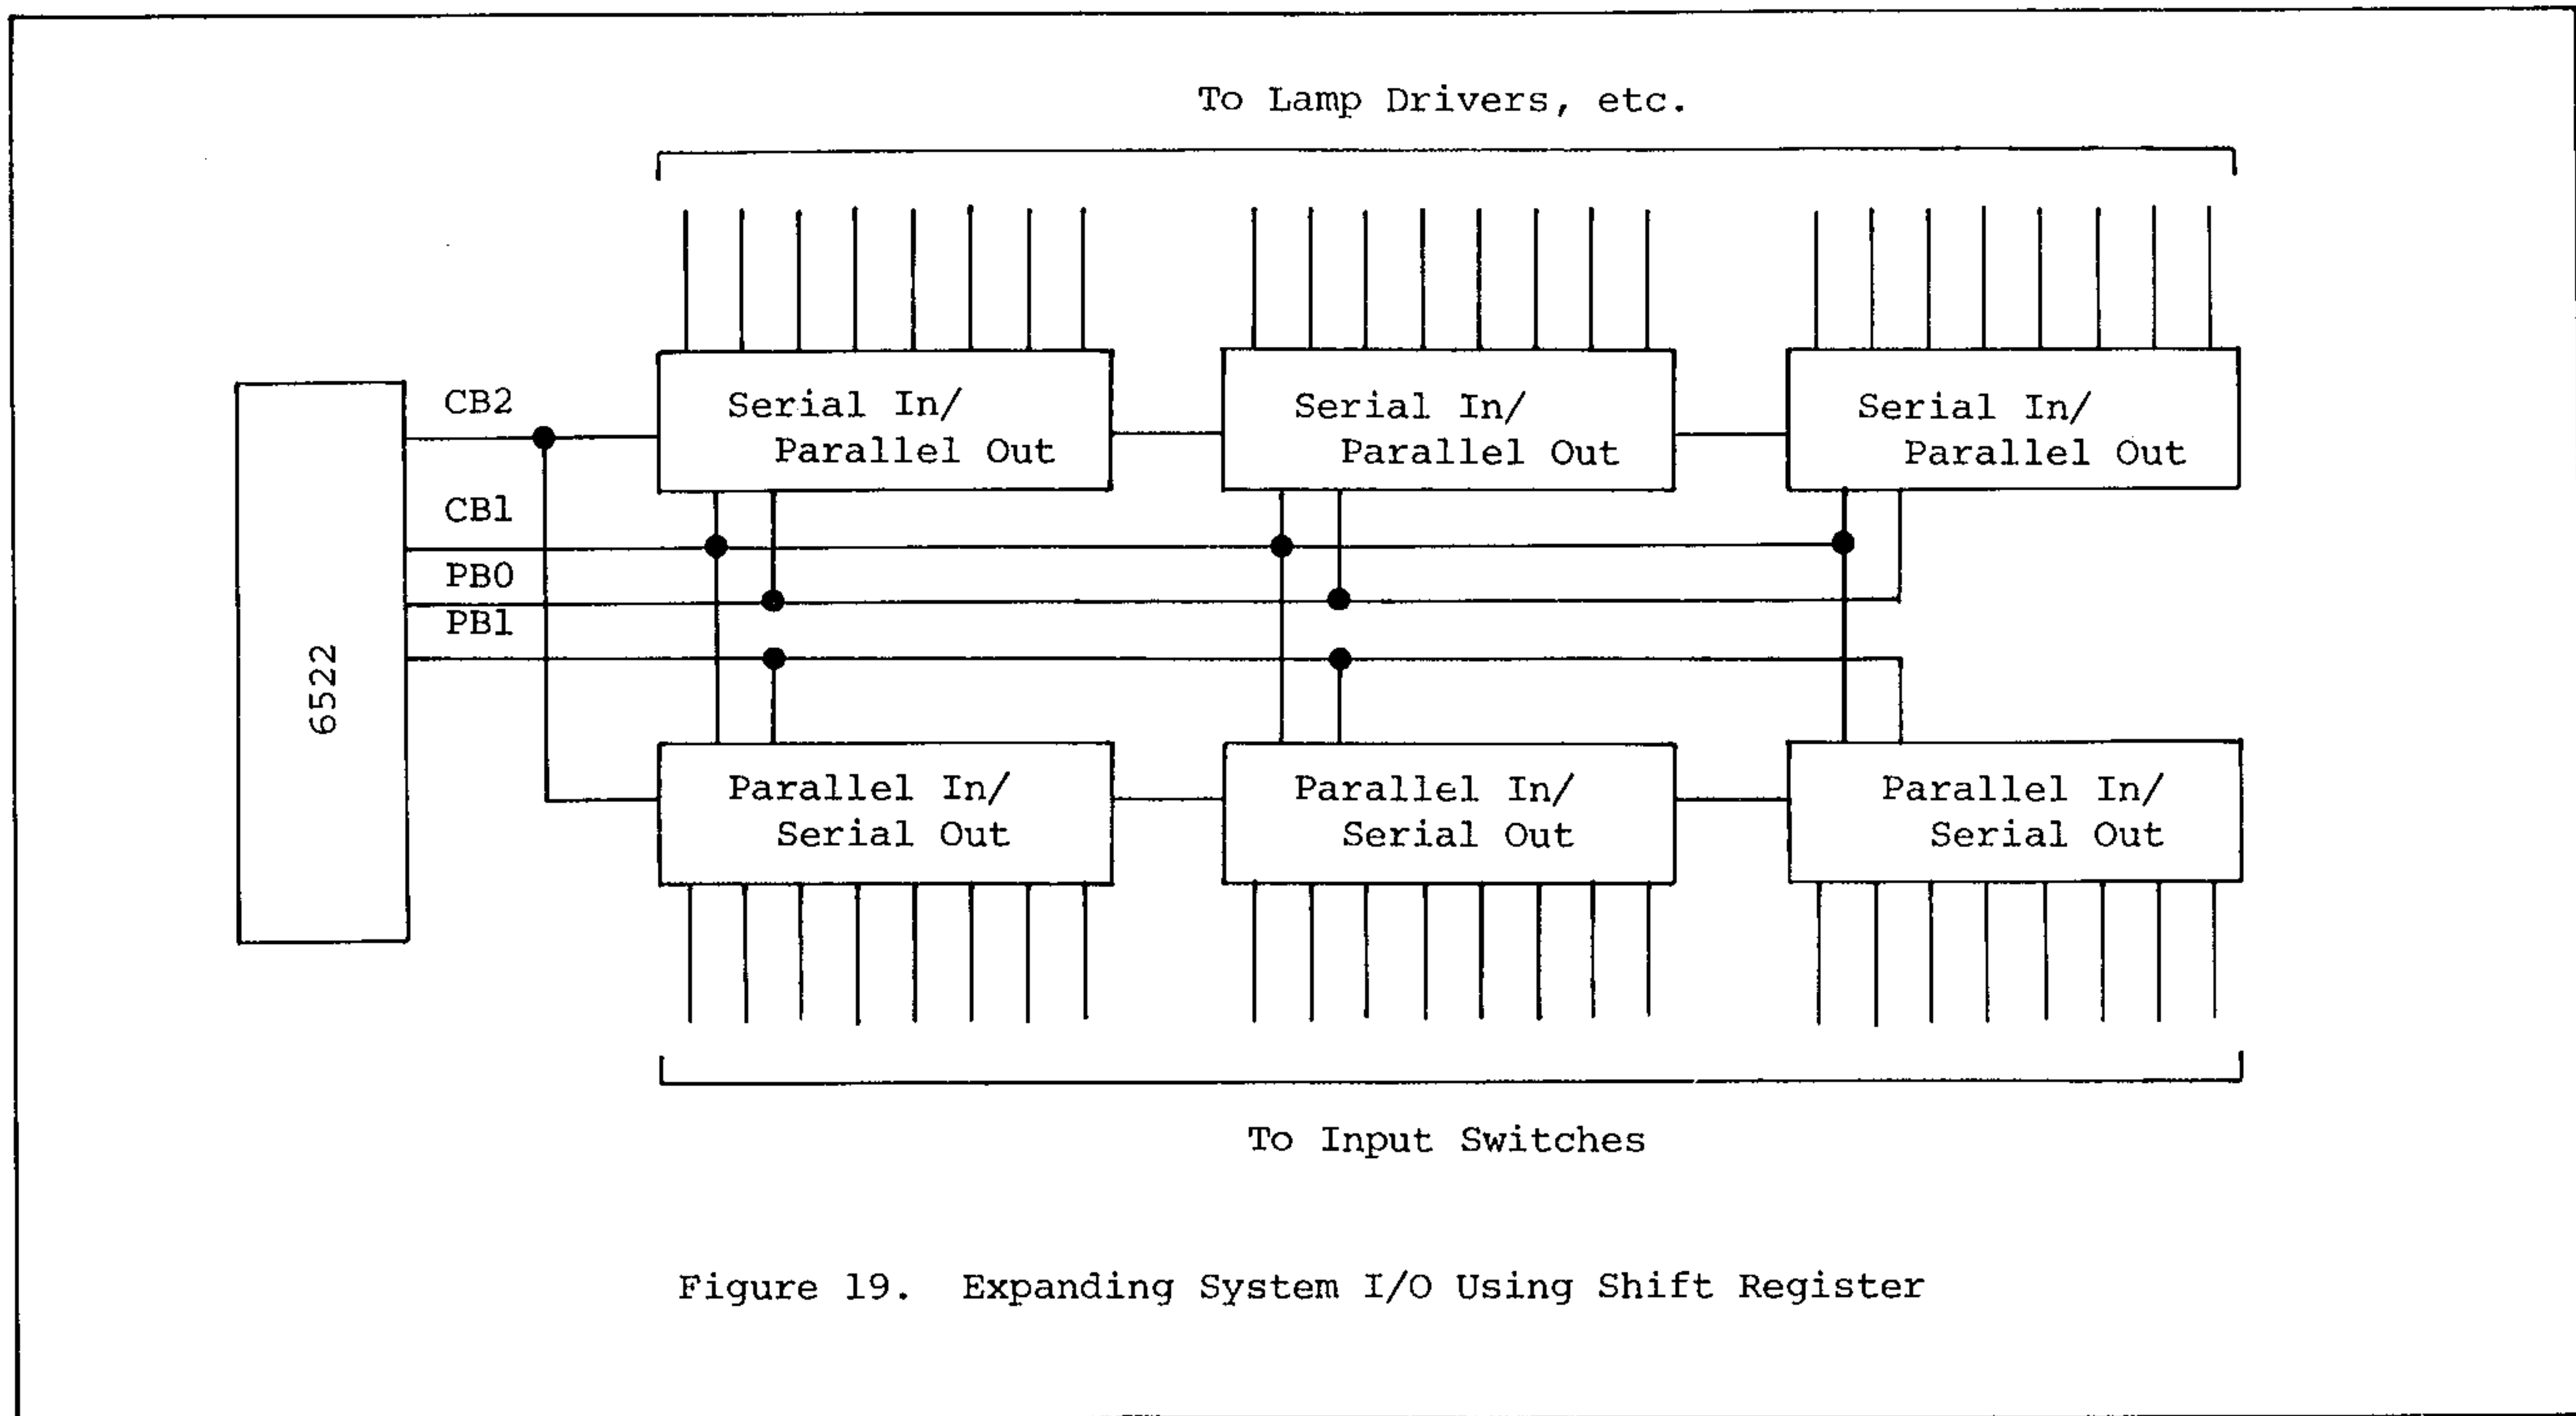 To Lamp Drivers, etc.
CB2
Serial In/
Parallel Out
Serial In/
Parallel Out
Serial In/
Parallel Out
CB1
PB0
PB1
6522
Parallel In/
Serial Out
Parallel In/
Serial Out
Parallel In/
Serial Out
To Input Switches
Figure 19. Expanding System I/O Using Shift Register